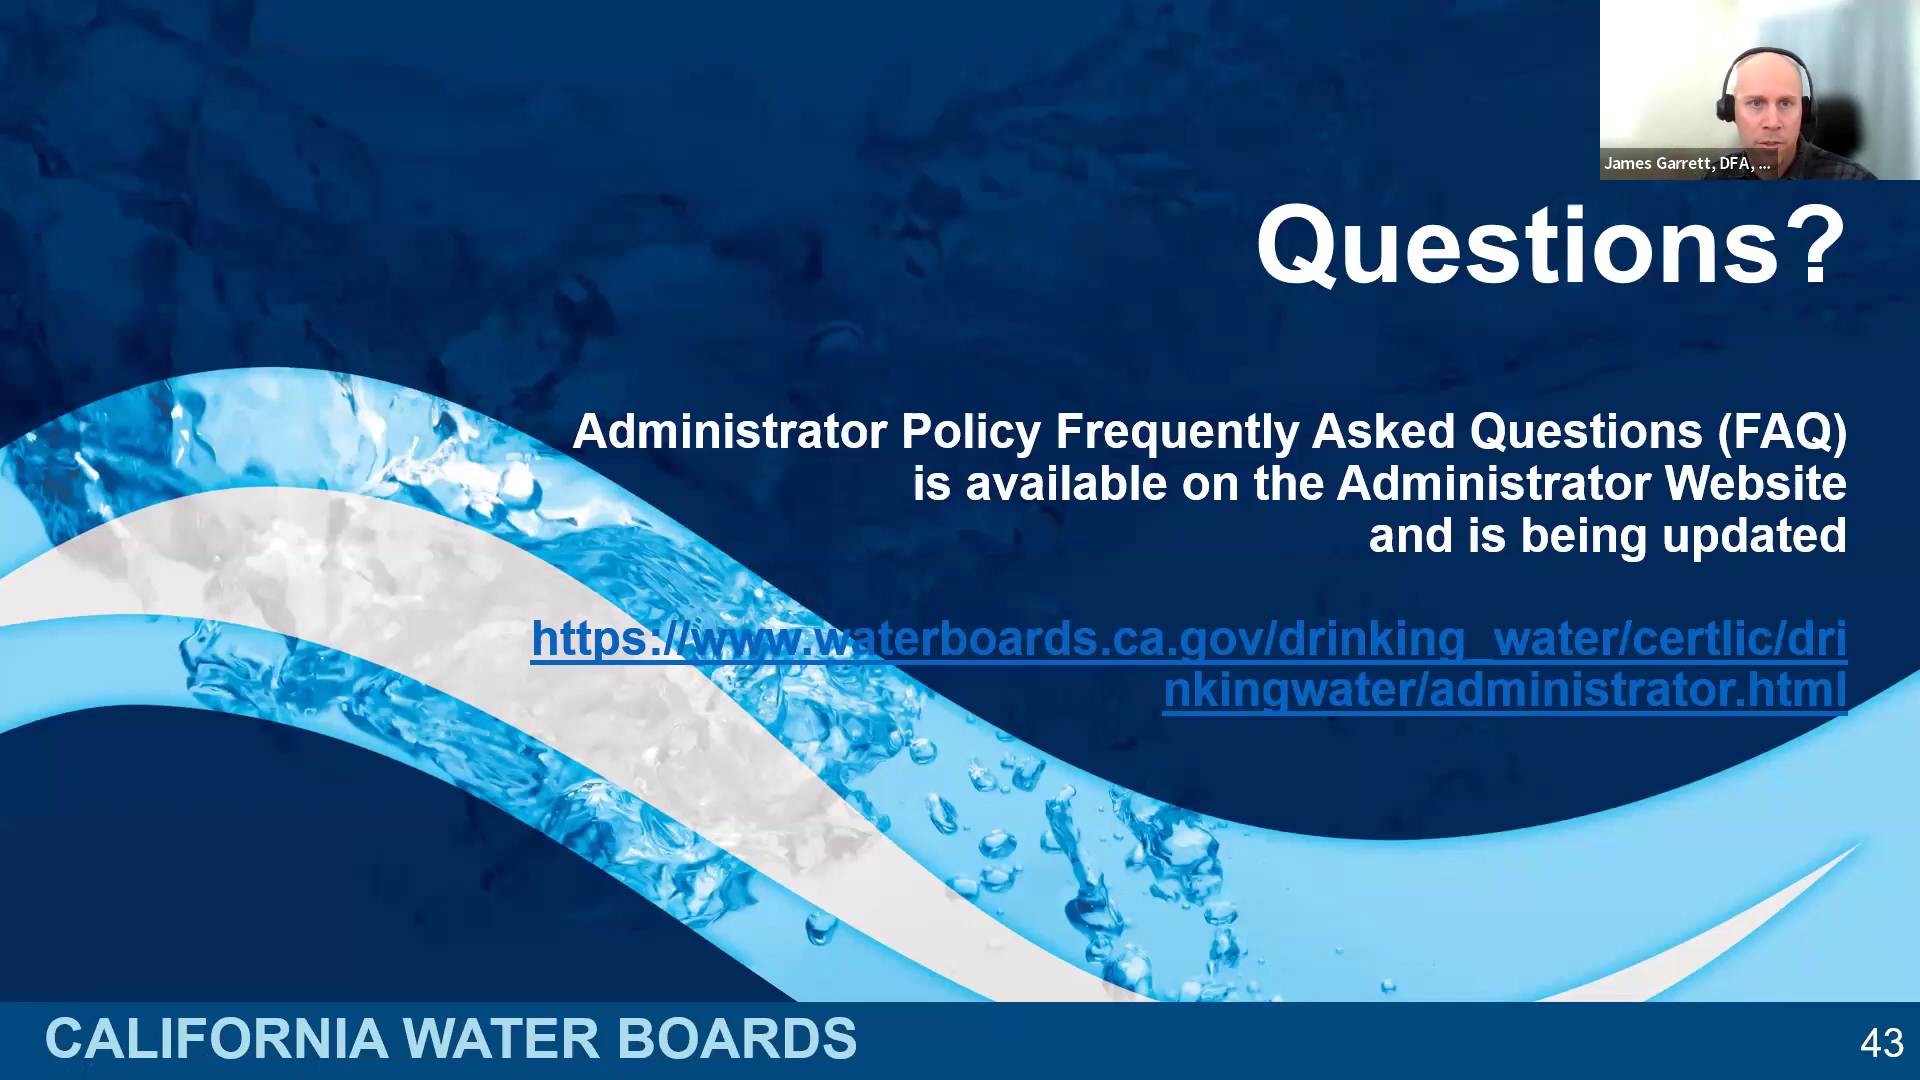 James Garrett, DFA, ...
Questions?
Administrator Policy Frequently Asked Questions (FAQ)
is available on the Administrator Website
and is being updated
https://www.waterboards.ca.gov/drinking_water/certlic/dri
nkingwater/administrator.html
CALIFORNIA WATER BOARDS
43